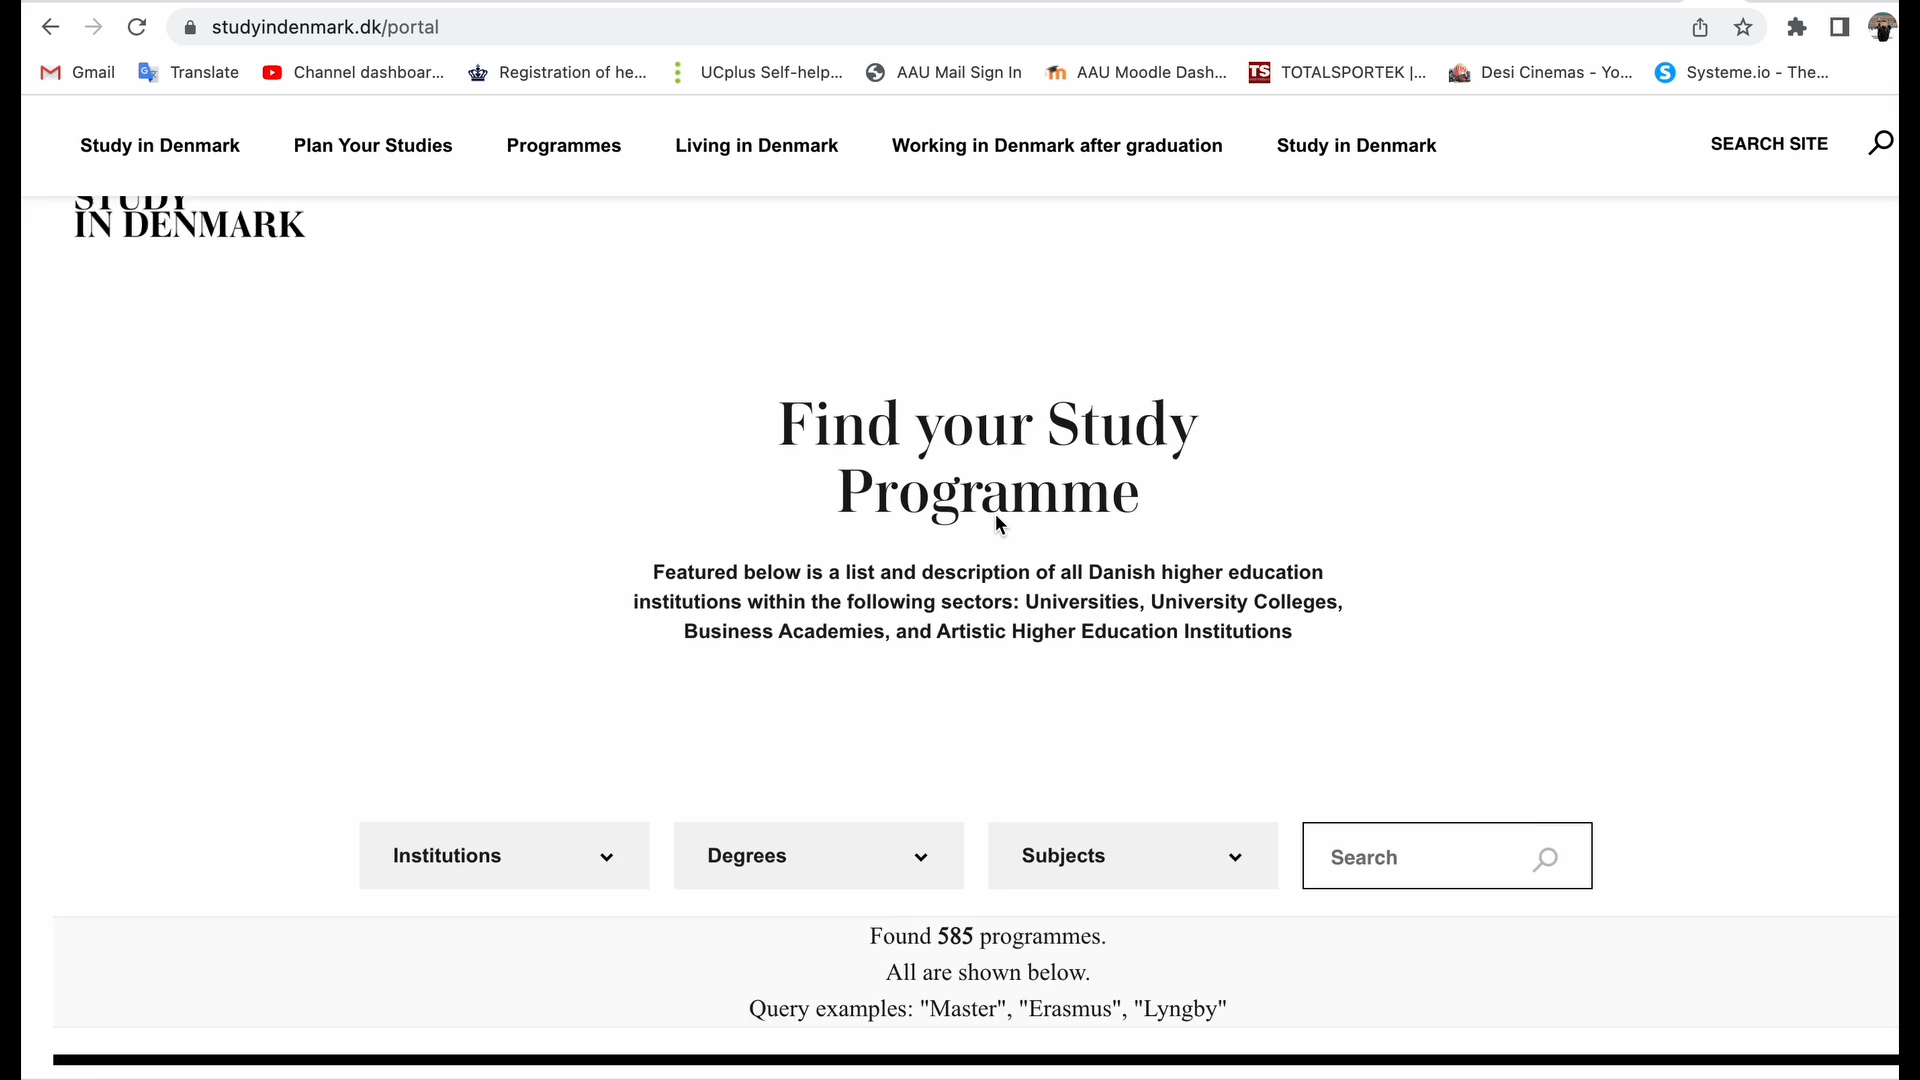 studyindenmark.dk/portal
Gmail
Translate
Channel dashboar...
Registration of he...
UCplus Self-help...
AAU Mail Sign In
AAU Moodle Dash...
TS
TOTALSPORTEK |...
Desi Cinemas - Yo...
S
Systeme.io - The...
Study in Denmark
Plan Your Studies
Programmes
Living in Denmark
Working in Denmark after graduation
Study in Denmark
SEARCH SITE
STUDY
IN DENMARK
Find your Study
Programme
Featured below is a list and description of all Danish higher education
institutions within the following sectors: Universities, University Colleges,
Business Academies, and Artistic Higher Education Institutions
Institutions
Degrees
Subjects
Search
Found 585 programmes.
All are shown below.
Query examples: "Master", "Erasmus", "Lyngby"